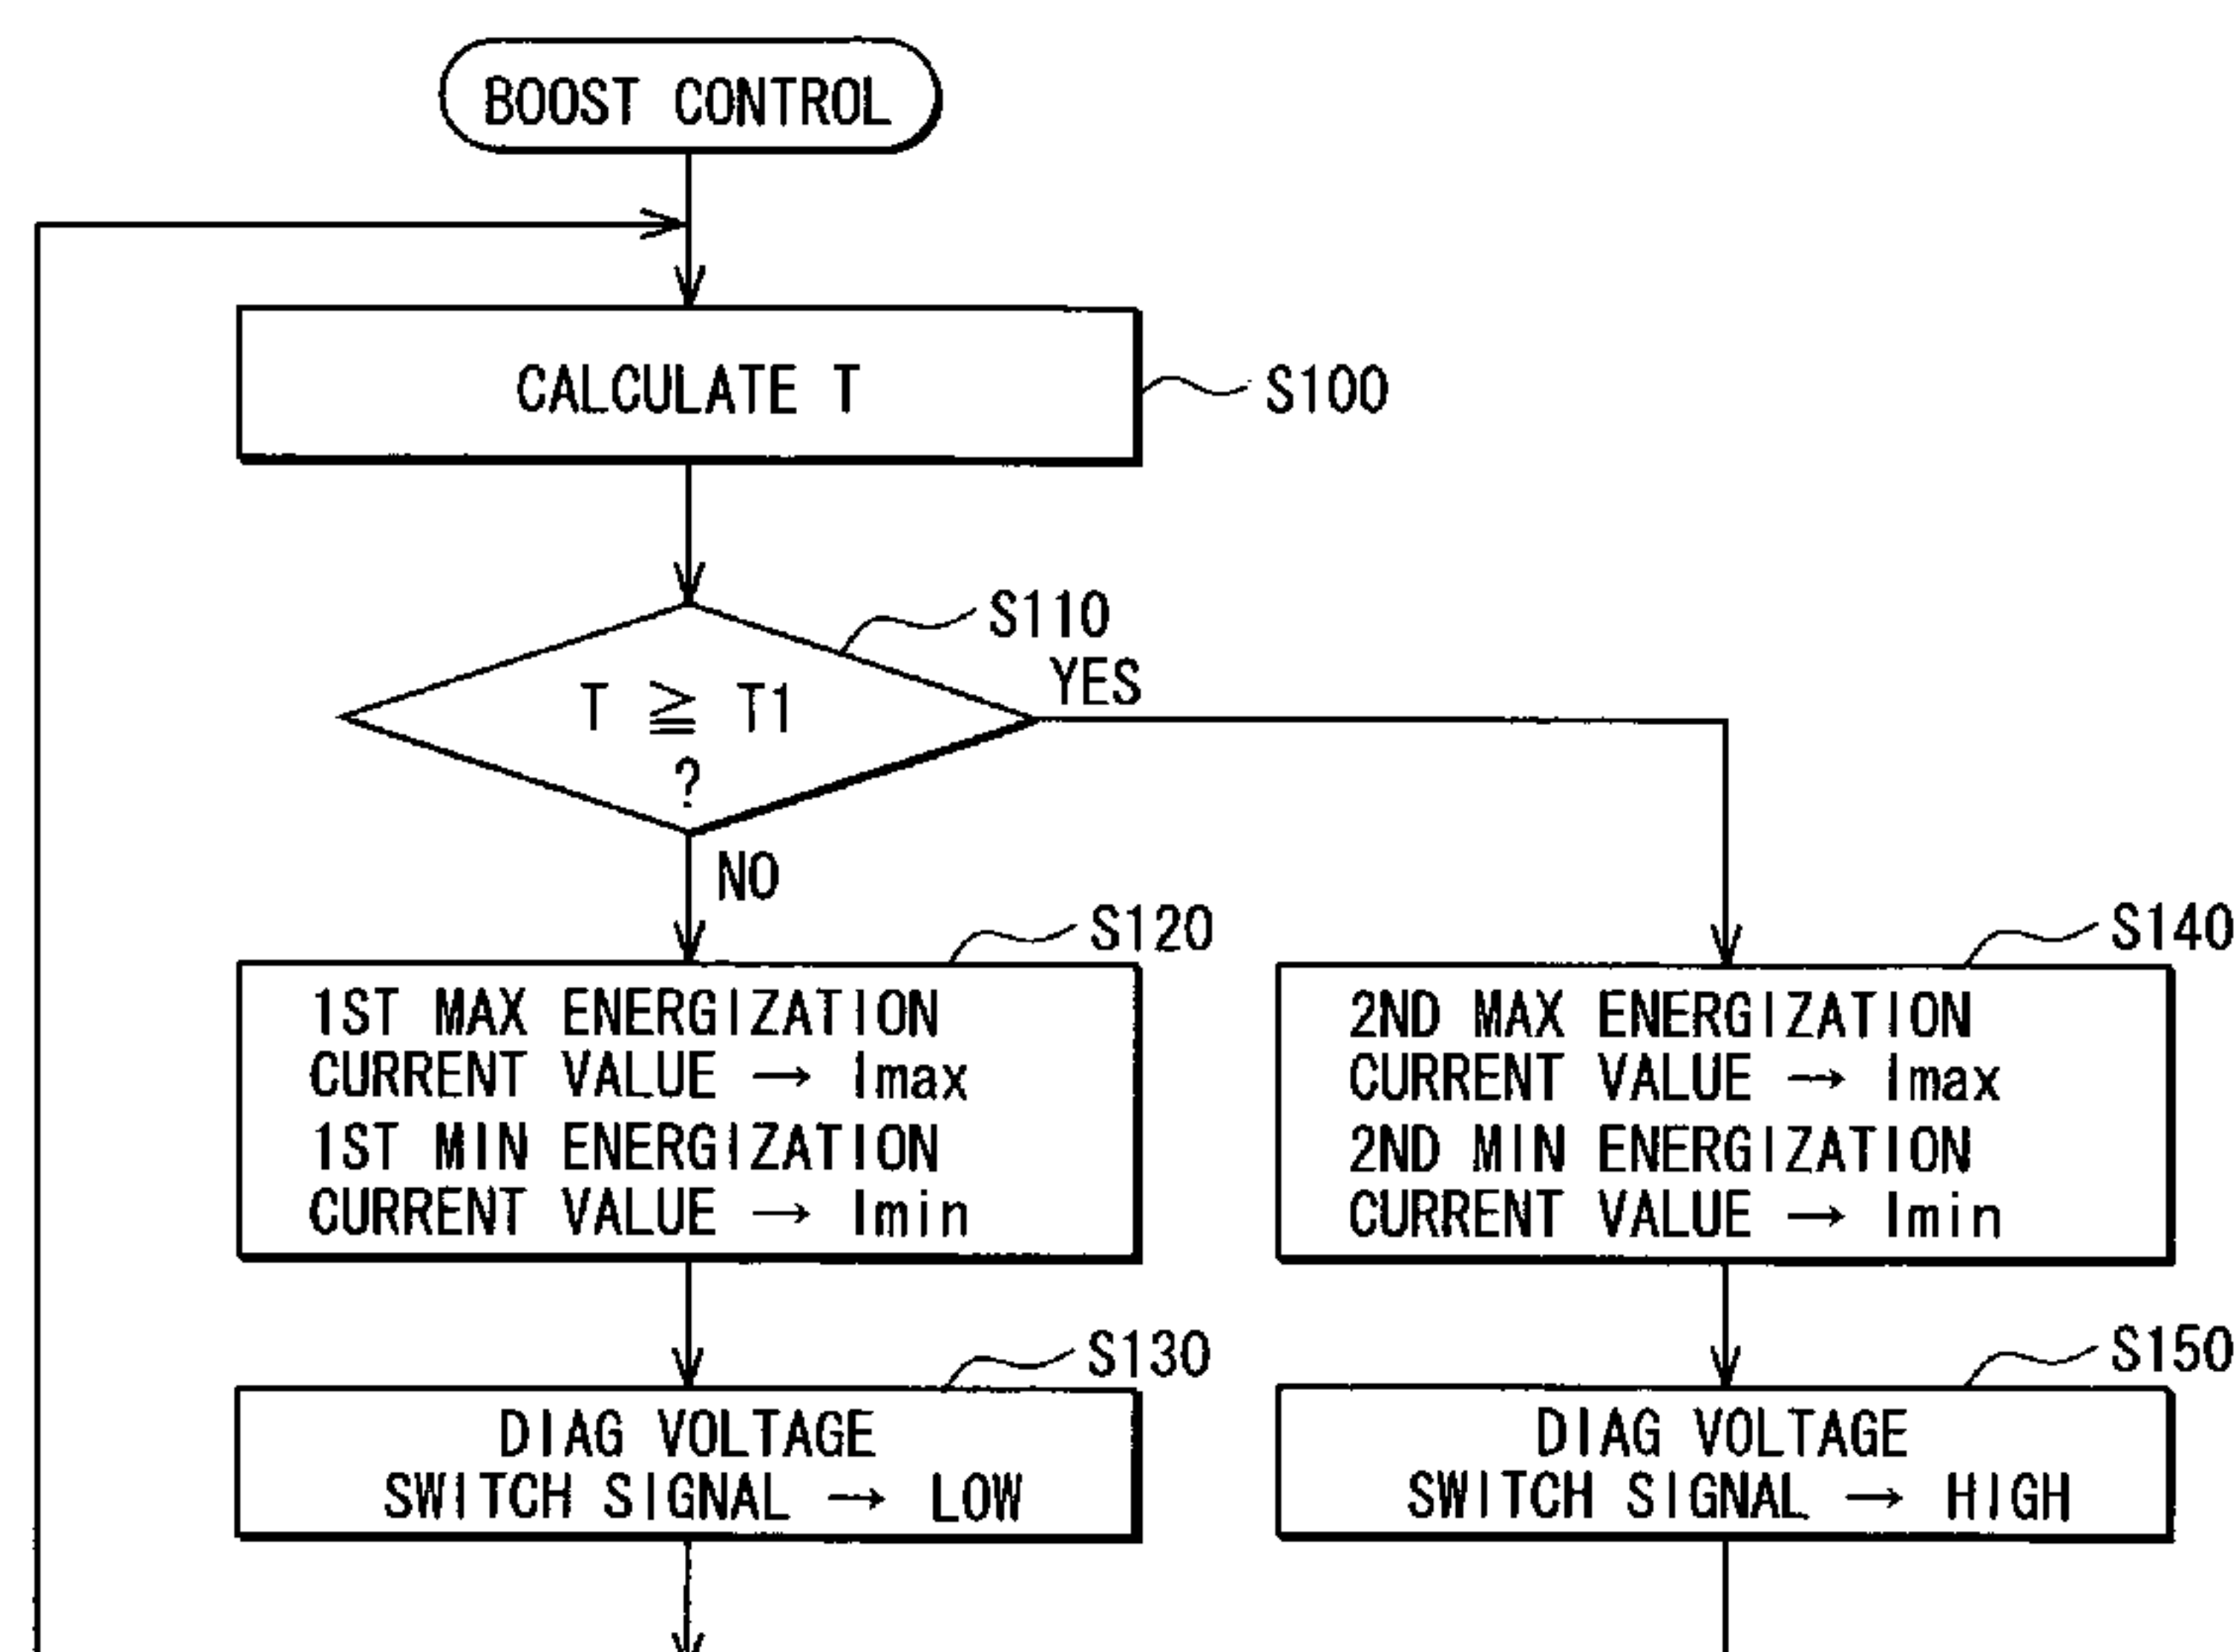 BOOST CONTROL
CALCULATE T
S100
S110
T ≧ T1
?
YES
NO
S120
1ST MAX ENERGIZATION
CURRENT VALUE → Imax
1ST MIN ENERGIZATION
CURRENT VALUE → Imin
S140
2ND MAX ENERGIZATION
CURRENT VALUE → Imax
2ND MIN ENERGIZATION
CURRENT VALUE → Imin
S130
DIAG VOLTAGE
SWITCH SIGNAL → LOW
S150
DIAG VOLTAGE
SWITCH SIGNAL → HIGH